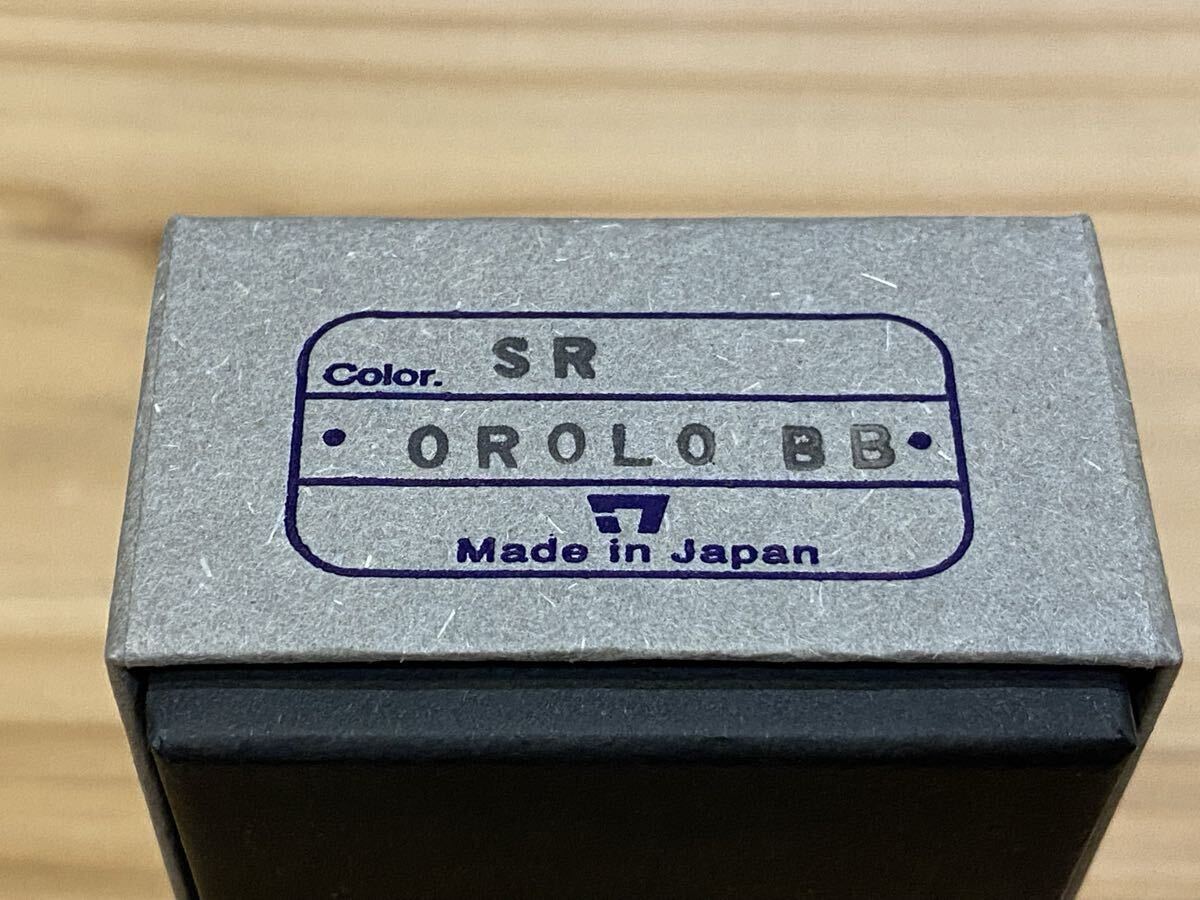 Color. SR
• OROLO BB •
Made in Japan